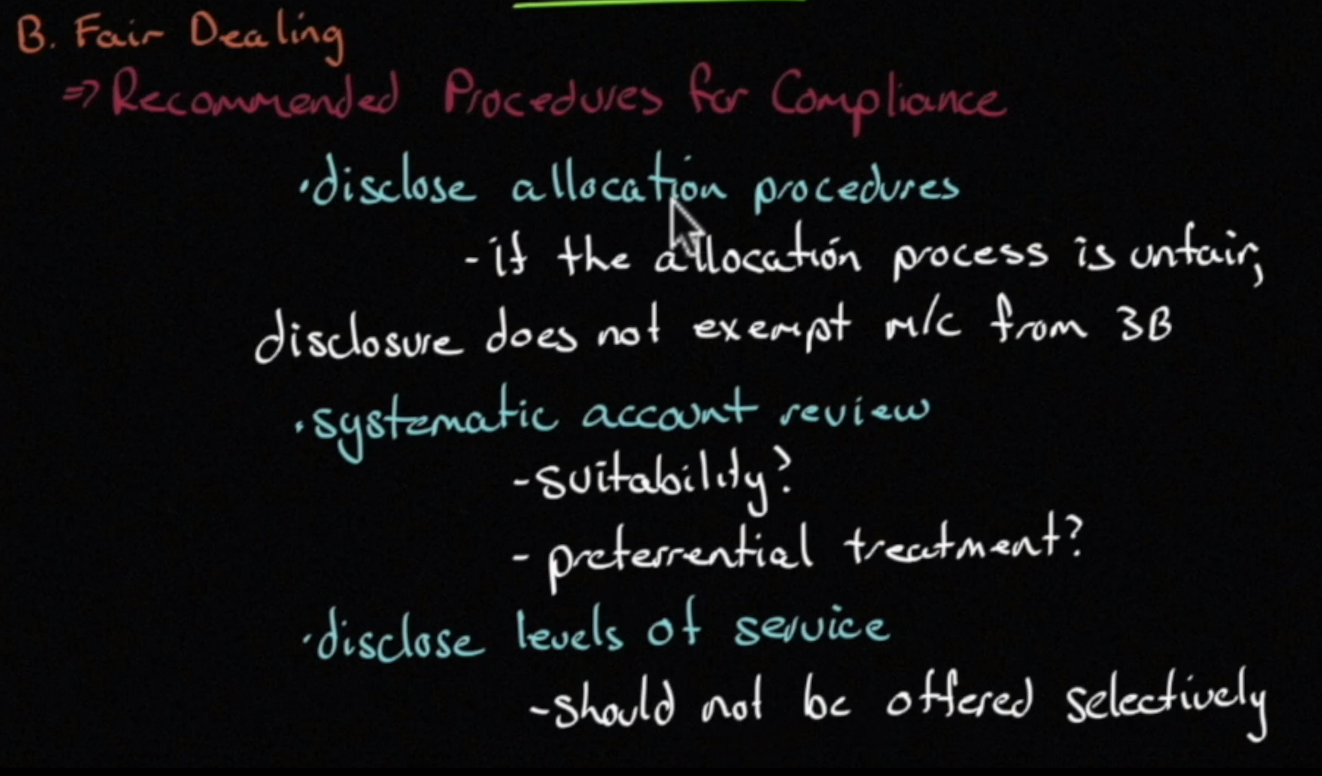 B. Fair Dealing
⇒ Recommended Procedures for Compliance
·disclose allocation procedures
-if the allocation process is unfair,
disclosure does not exempt M/C from 3B
·systematic account review
-suitability?
- preferrential treatment?
·disclose levels of service
-should not be offered selectively